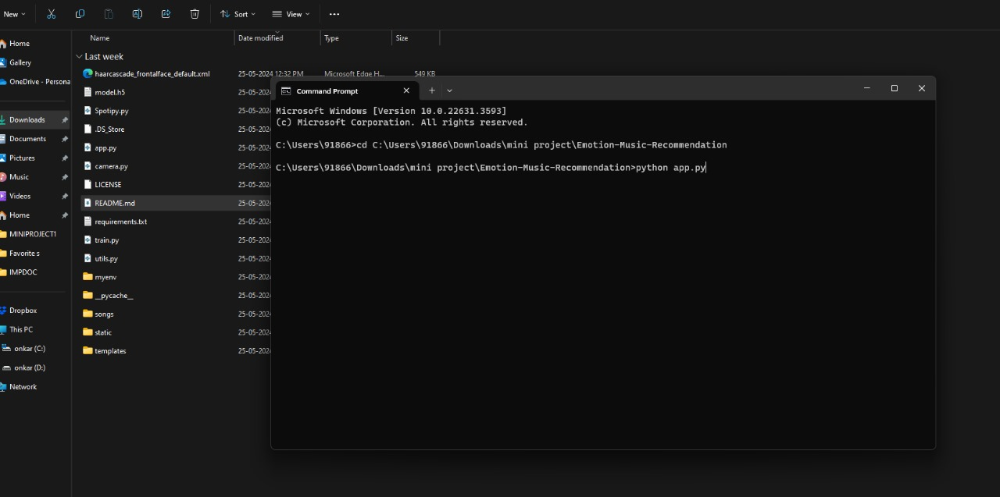 New
Sort
View
Name
Date modified
Type
Size
Home
Gallery
OneDrive - Persona
Downloads
Documents
Pictures
Music
Videos
Home
MINIPROJECT1
Favorite s
IMPDOC
Dropbox
This PC
onkar (C:)
onkar (D:)
Network
Last week
haarcascade_frontalface_default.xml 25-05-2024 12:32 PM Microsoft Edge H... 549 KB
model.h5 25-05-2024
Spotipy.py 25-05-2024
.DS_Store 25-05-2024
app.py 25-05-2024
camera.py 25-05-2024
LICENSE 25-05-2024
README.md 25-05-2024
requirements.txt 25-05-2024
train.py 25-05-2024
utils.py 25-05-2024
myenv 25-05-2024
__pycache__ 25-05-2024
songs 25-05-2024
static 25-05-2024
templates 25-05-2024
Command Prompt
Microsoft Windows [Version 10.0.22631.3593]
(c) Microsoft Corporation. All rights reserved.
C:\Users\91866>cd C:\Users\91866\Downloads\mini project\Emotion-Music-Recommendation
C:\Users\91866\Downloads\mini project\Emotion-Music-Recommendation>python app.py